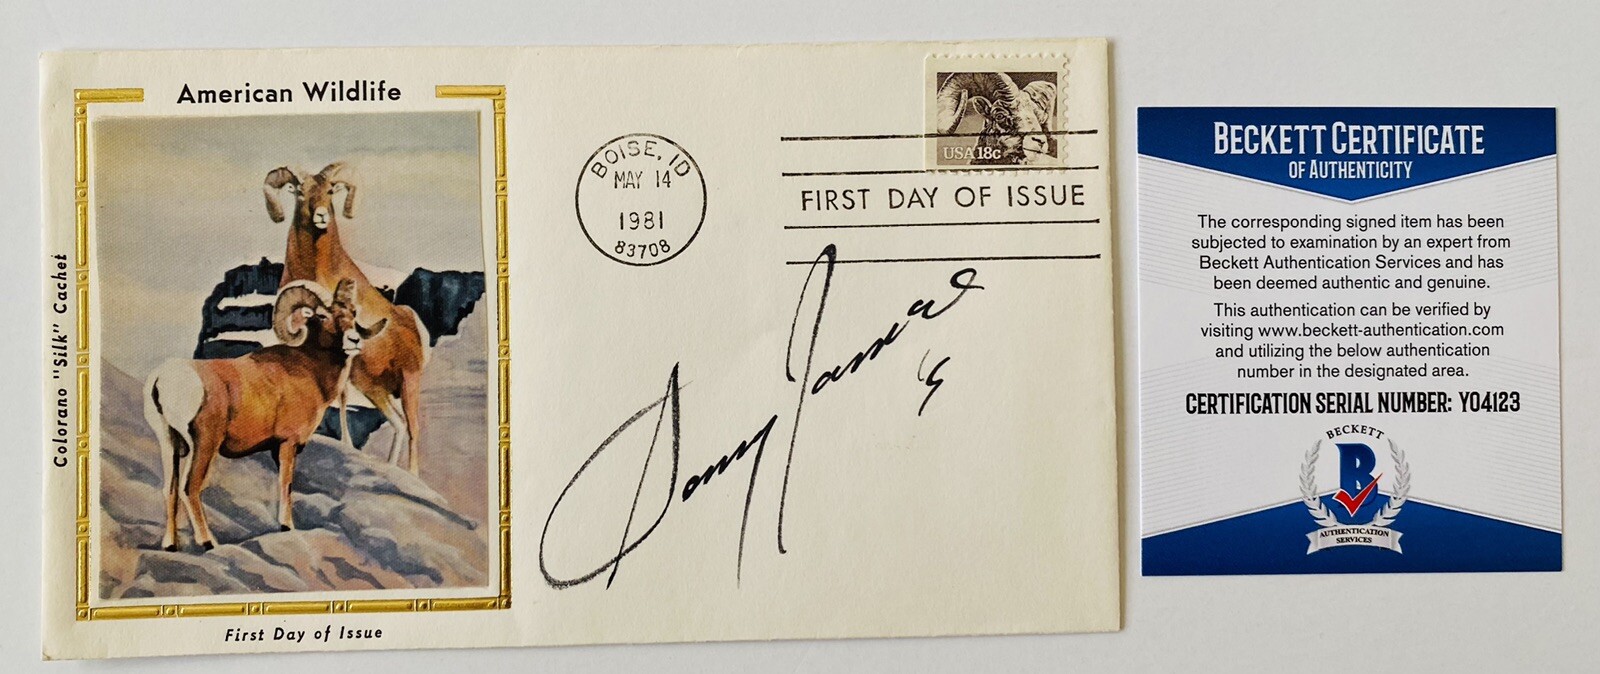 American Wildlife
Colorano "Silk" Cachet
First Day of Issue
BOISE, ID
MAY 14
1981
83708
USA 18c
FIRST DAY OF ISSUE
BECKETT CERTIFICATE
OF AUTHENTICITY
The corresponding signed item has been
subjected to examination by an expert from
Beckett Authentication Services and has
been deemed authentic and genuine.
This authentication can be verified by
visiting www.beckett-authentication.com
and utilizing the below authentication
number in the designated area.
CERTIFICATION SERIAL NUMBER: Y04123
BECKETT
B
AUTHENTICATION
SERVICES